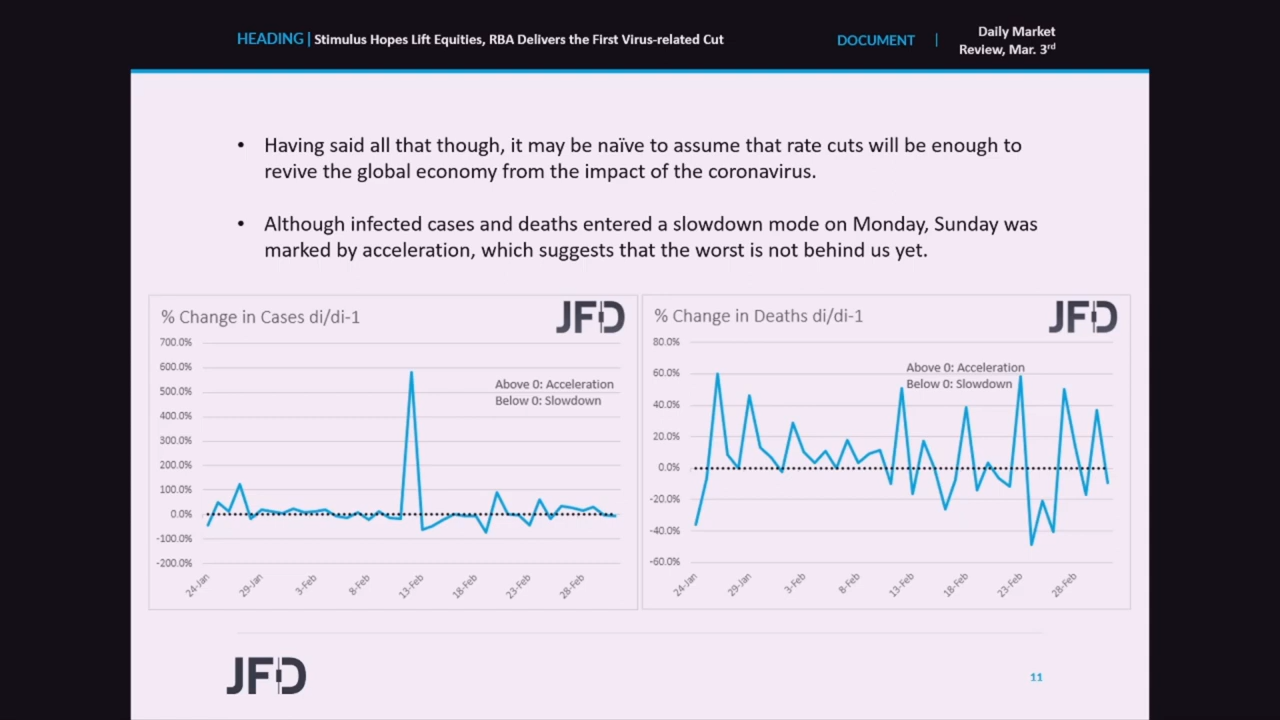 HEADING | Stimulus Hopes Lift Equities, RBA Delivers the First Virus-related Cut
DOCUMENT |
Daily Market
Review, Mar. 3rd
• Having said all that though, it may be naïve to assume that rate cuts will be enough to
revive the global economy from the impact of the coronavirus.
• Although infected cases and deaths entered a slowdown mode on Monday, Sunday was
marked by acceleration, which suggests that the worst is not behind us yet.
% Change in Cases di/di-1
JFD
700.0%
600.0%
500.0%
400.0%
300.0%
200.0%
100.0%
0.0%
-100.0%
-200.0%
Above 0: Acceleration
Below 0: Slowdown
24-Jan
29-Jan
3-Feb
8-Feb
13-Feb
18-Feb
23-Feb
28-Feb
% Change in Deaths di/di-1
JFD
80.0%
60.0%
40.0%
20.0%
0.0%
-20.0%
-40.0%
-60.0%
Above 0: Acceleration
Below 0: Slowdown
24-Jan
29-Jan
3-Feb
8-Feb
13-Feb
18-Feb
23-Feb
28-Feb
JFD
11